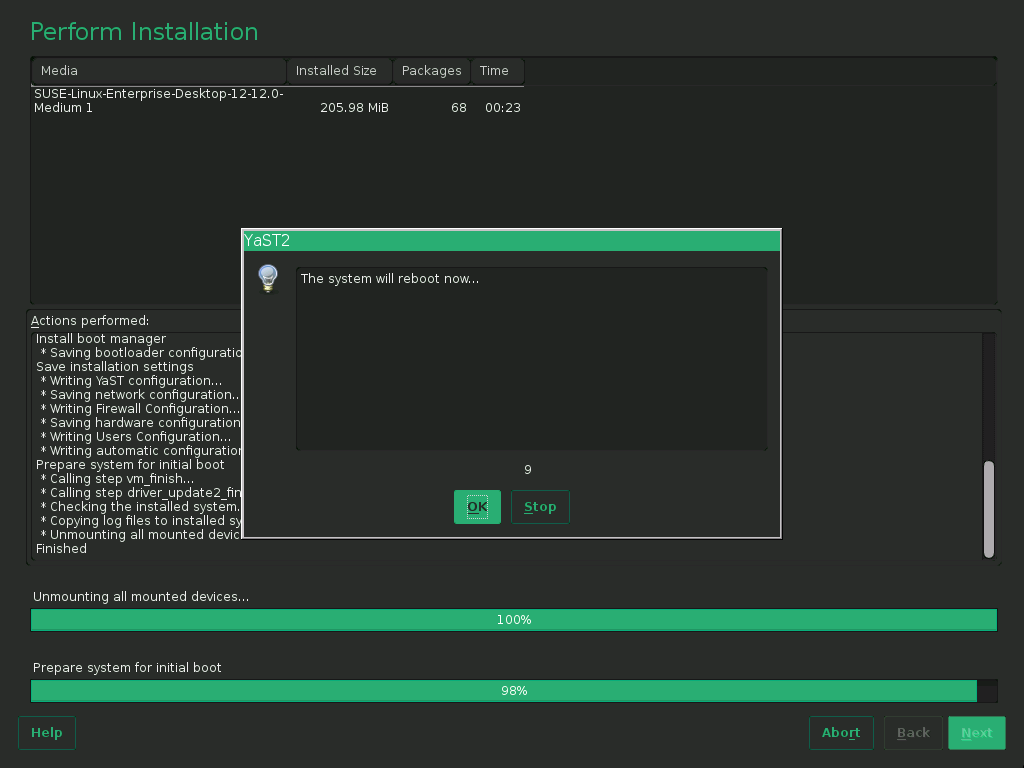 Perform Installation
Media Installed Size Packages Time
SUSE-Linux-Enterprise-Desktop-12-12.0-
Medium 1 205.98 MiB 68 00:23
YaST2
The system will reboot now...
9
OK Stop
Actions performed:
Install boot manager
* Saving bootloader
Save installation settings
* Writing YaST configuration...
* Saving network configuration..
* Writing Firewall Configuration...
* Saving hardware configuration
* Writing Users Configuration...
* Writing automatic
Prepare system for initial boot
* Calling step vm_finish...
* Calling step
* Checking the installed system.
* Copying log files to installed
* Unmounting all mounted
Finished
Unmounting all mounted devices...
100%
Prepare system for initial boot
98%
Help Abort Back Next